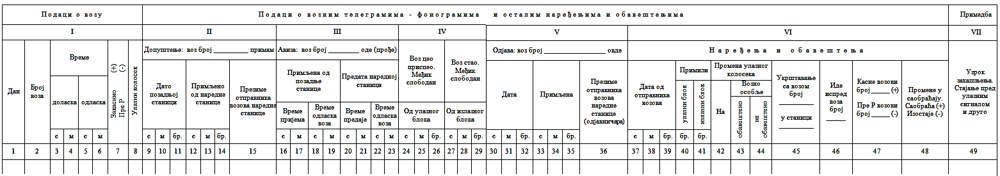 Подаци о возу
Подаци о возним телеграмима - фонограмима и осталим наређењима и обавештењима
Примедба
I
II
III
IV
V
VI
VII
Дан
Број
воза
Време
доласка
одласка
с
м
с
м
Закаснио (+)
Пре Р (-)
Улазни колосек
Допуштење: воз број __________ примам
Дато
позадњој
станици
Примљено
од наредне
станице
Презиме
отправника
возова наредне
станице
с
м
бр.
с
м
бр.
Авиза: воз број _________ оде (прође)
Примљена од
позадње
станице
Предата наредној
станици
Време
пријема
Време
одласка
воза
Време
предаје
Време
одласка
воза
с
м
с
м
с
м
с
м
Воз цео
приспео.
Међик
слободан
Воз стао.
Међик
слободан
Од улазног
блока
Од излазног
блока
с
м
бр.
с
м
бр.
Одјава: воз број __________________ овде
Дата
Примљена
Презиме
отправника
возова
наредне
станице
(одјавничара)
с
м
бр.
с
м
бр.
Наређења и обавештења
Дата од
отправника
возова
с
м
бр.
Примили
улазни блок
излазни блок
бр.
бр.
Промена улазног
колосека
На
Возно
особље
обавештено
не
обавештено
Укрштавање
са возом
број
__________
у станици
__________
Иде
испред
воза
број
_____
Касне возови
број _____ (+)
Пре Р возови
број _____ (-)
Промене у
саобраћају.
Саобраћа (+)
Изостаје (-)
Узрок
закашњења.
Стајање пред
улазним
сигналом
и друго
1 2 3 4 5 6 7 8 9 10 11 12 13 14 15 16 17 18 19 20 21 22 23 24 25 26 27 28 29 30 31 32 33 34 35 36 37 38 39 40 41 42 43 44 45 46 47 48 49